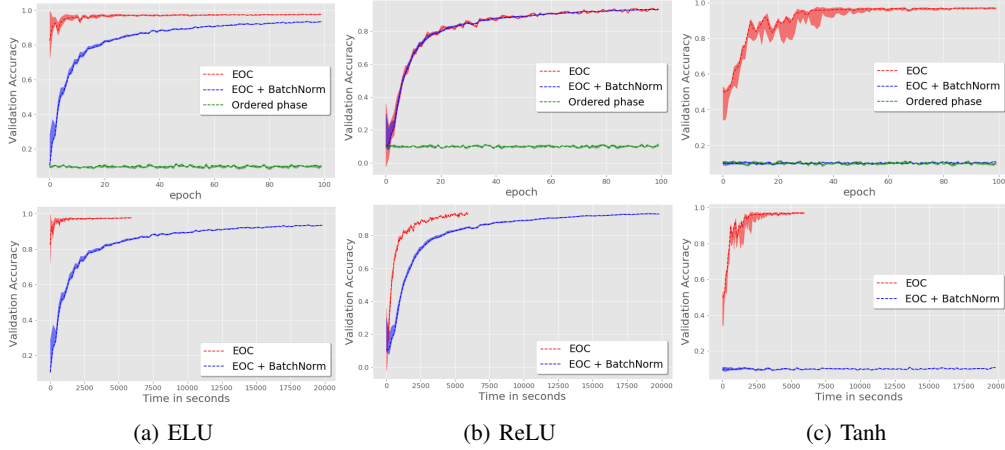 Validation Accuracy
1.0
0.8
0.6
0.4
0.2
EOC
EOC + BatchNorm
Ordered phase
0 20 40 60 80 100
epoch
Validation Accuracy
1.0
0.8
0.6
0.4
0.2
0.0
EOC
EOC + BatchNorm
Ordered phase
0 20 40 60 80 100
epoch
Validation Accuracy
1.0
0.8
0.6
0.4
0.2
EOC
EOC + BatchNorm
Ordered phase
0 20 40 60 80 100
epoch
Validation Accuracy
1.0
0.8
0.6
0.4
0.2
EOC
EOC + BatchNorm
0 2500 5000 7500 10000 12500 15000 17500 20000
Time in seconds
Validation Accuracy
1.0
0.8
0.6
0.4
0.2
0.0
EOC
EOC + BatchNorm
0 2500 5000 7500 10000 12500 15000 17500 20000
Time in seconds
Validation Accuracy
1.0
0.8
0.6
0.4
0.2
EOC
EOC + BatchNorm
0 2500 5000 7500 10000 12500 15000 17500 20000
Time in seconds
(a) ELU
(b) ReLU
(c) Tanh